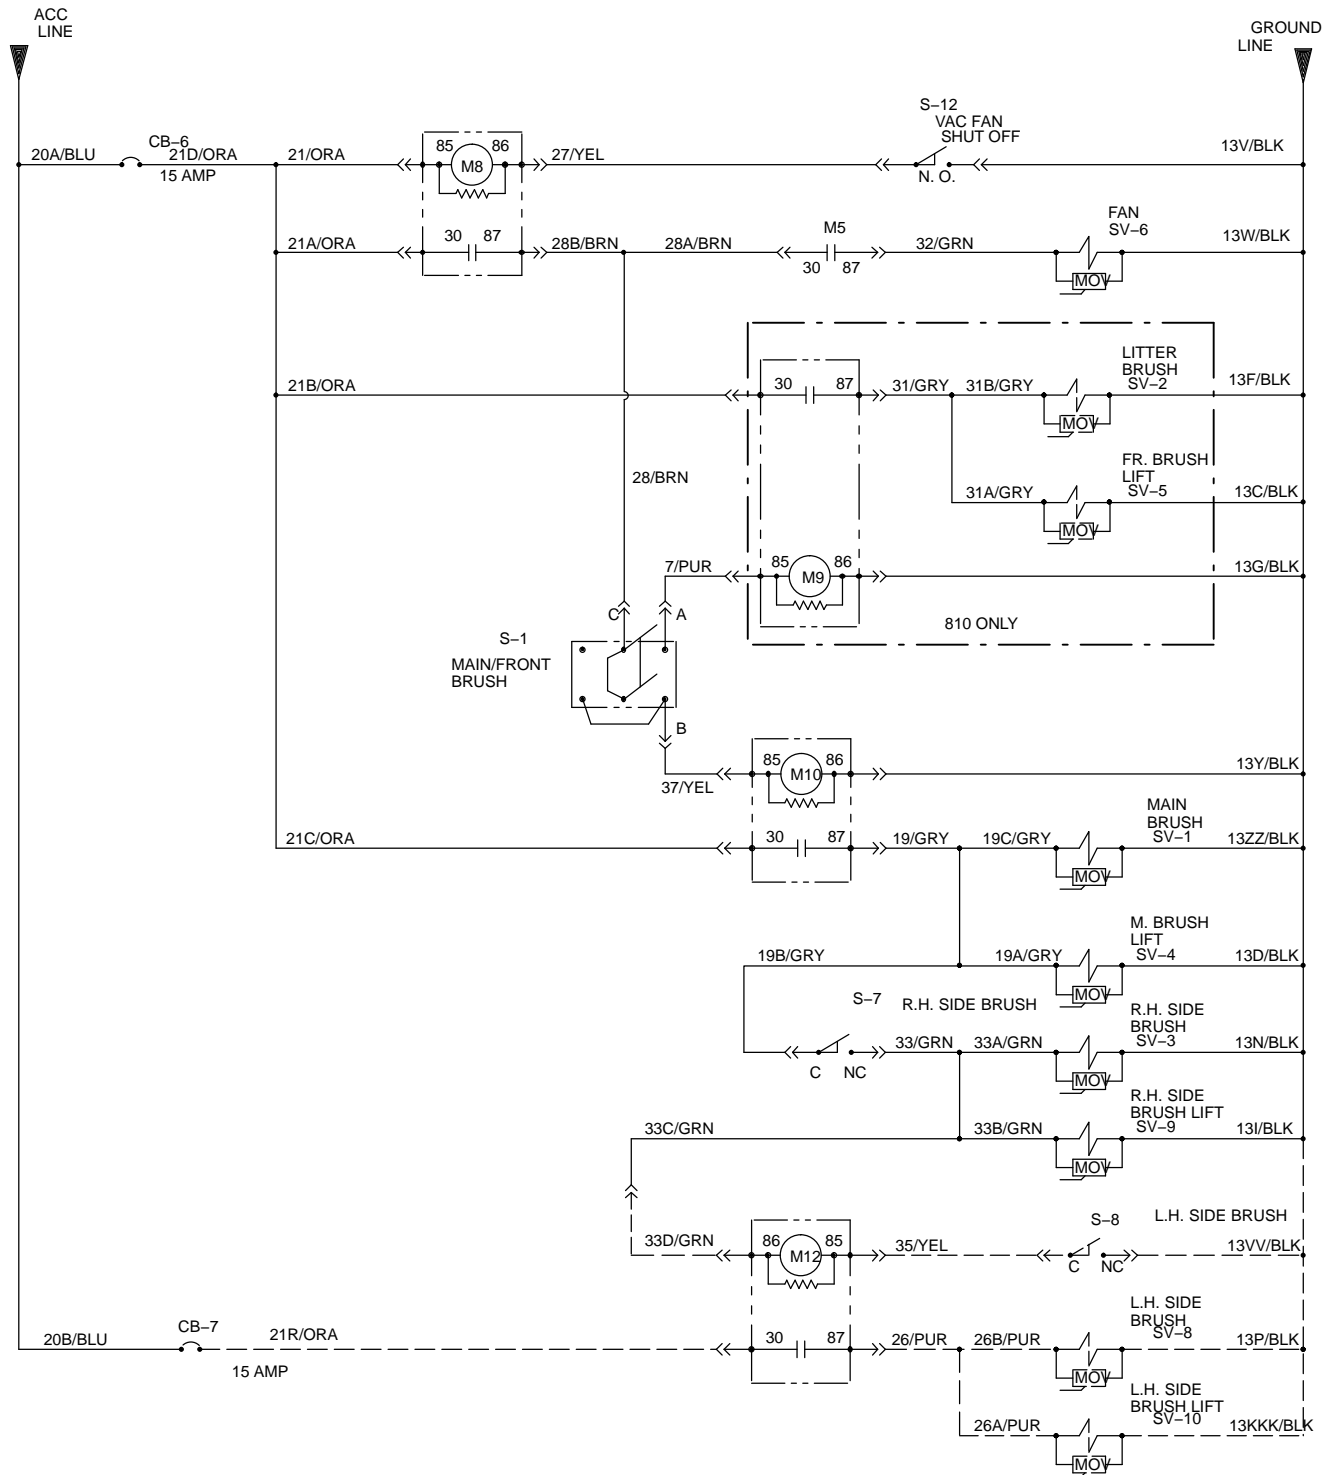 ACC
LINE
GROUND
LINE
S–12
VAC FAN
SHUT OFF
20A/BLU
CB–6
21D/ORA
15 AMP
21/ORA
85
86
M8
27/YEL
N. O.
13V/BLK
21A/ORA
30
87
28B/BRN
28A/BRN
M5
30
87
32/GRN
FAN
SV–6
MOV
13W/BLK
21B/ORA
30
87
31/GRY
31B/GRY
LITTER
BRUSH
SV–2
MOV
13F/BLK
28/BRN
31A/GRY
FR. BRUSH
LIFT
SV–5
MOV
13C/BLK
7/PUR
85
86
M9
13G/BLK
C
A
810 ONLY
S–1
MAIN/FRONT
BRUSH
B
37/YEL
85
86
M10
13Y/BLK
21C/ORA
30
87
19/GRY
19C/GRY
MAIN
BRUSH
SV–1
MOV
13ZZ/BLK
19B/GRY
19A/GRY
M. BRUSH
LIFT
SV–4
MOV
13D/BLK
S–7
R.H. SIDE BRUSH
C
NC
33/GRN
33A/GRN
R.H. SIDE
BRUSH
SV–3
MOV
13N/BLK
33C/GRN
33B/GRN
R.H. SIDE
BRUSH LIFT
SV–9
MOV
13I/BLK
33D/GRN
86
85
M12
35/YEL
S–8
L.H. SIDE BRUSH
C
NC
13VV/BLK
20B/BLU
CB–7
21R/ORA
15 AMP
30
87
26/PUR
26B/PUR
L.H. SIDE
BRUSH
SV–8
MOV
13P/BLK
26A/PUR
L.H. SIDE
BRUSH LIFT
SV–10
MOV
13KKK/BLK